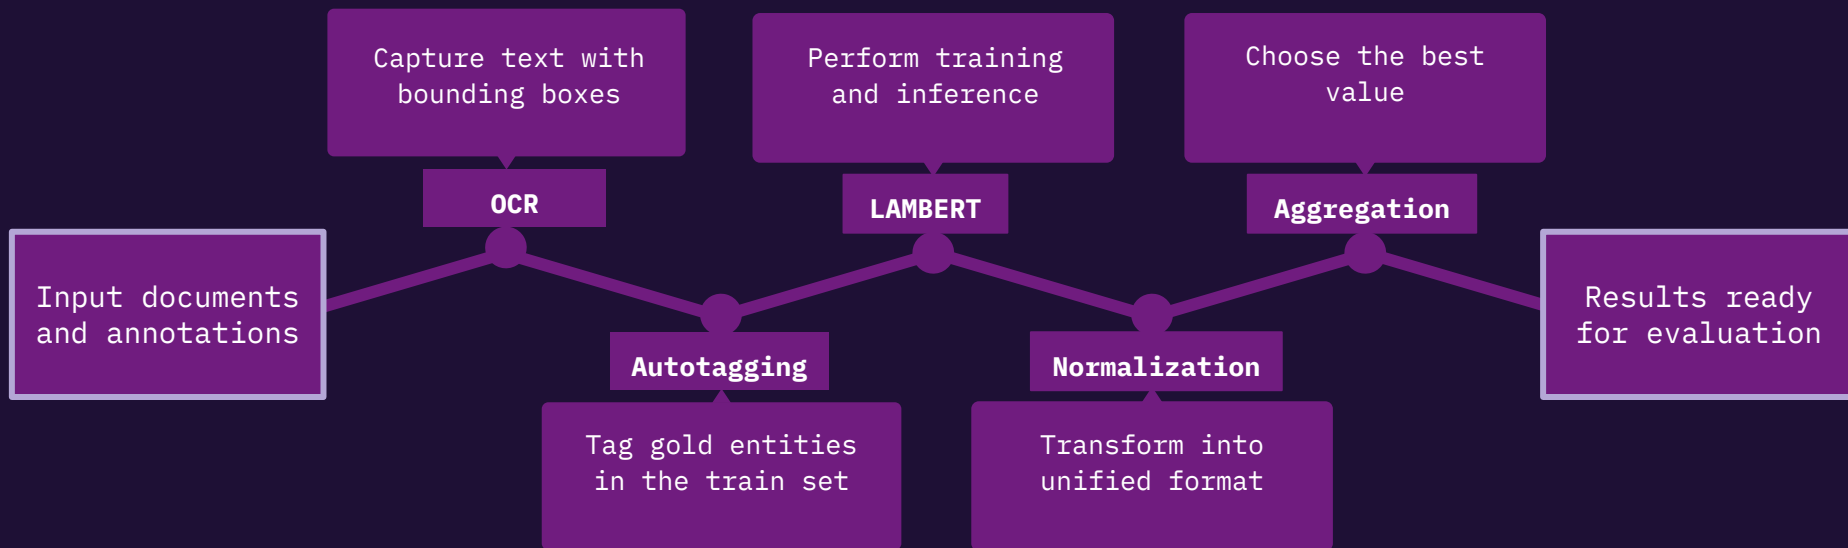 Input documents
and annotations
Capture text with
bounding boxes
OCR
Autotagging
Tag gold entities
in the train set
Perform training
and inference
LAMBERT
Normalization
Transform into
unified format
Choose the best
value
Aggregation
Results ready
for evaluation